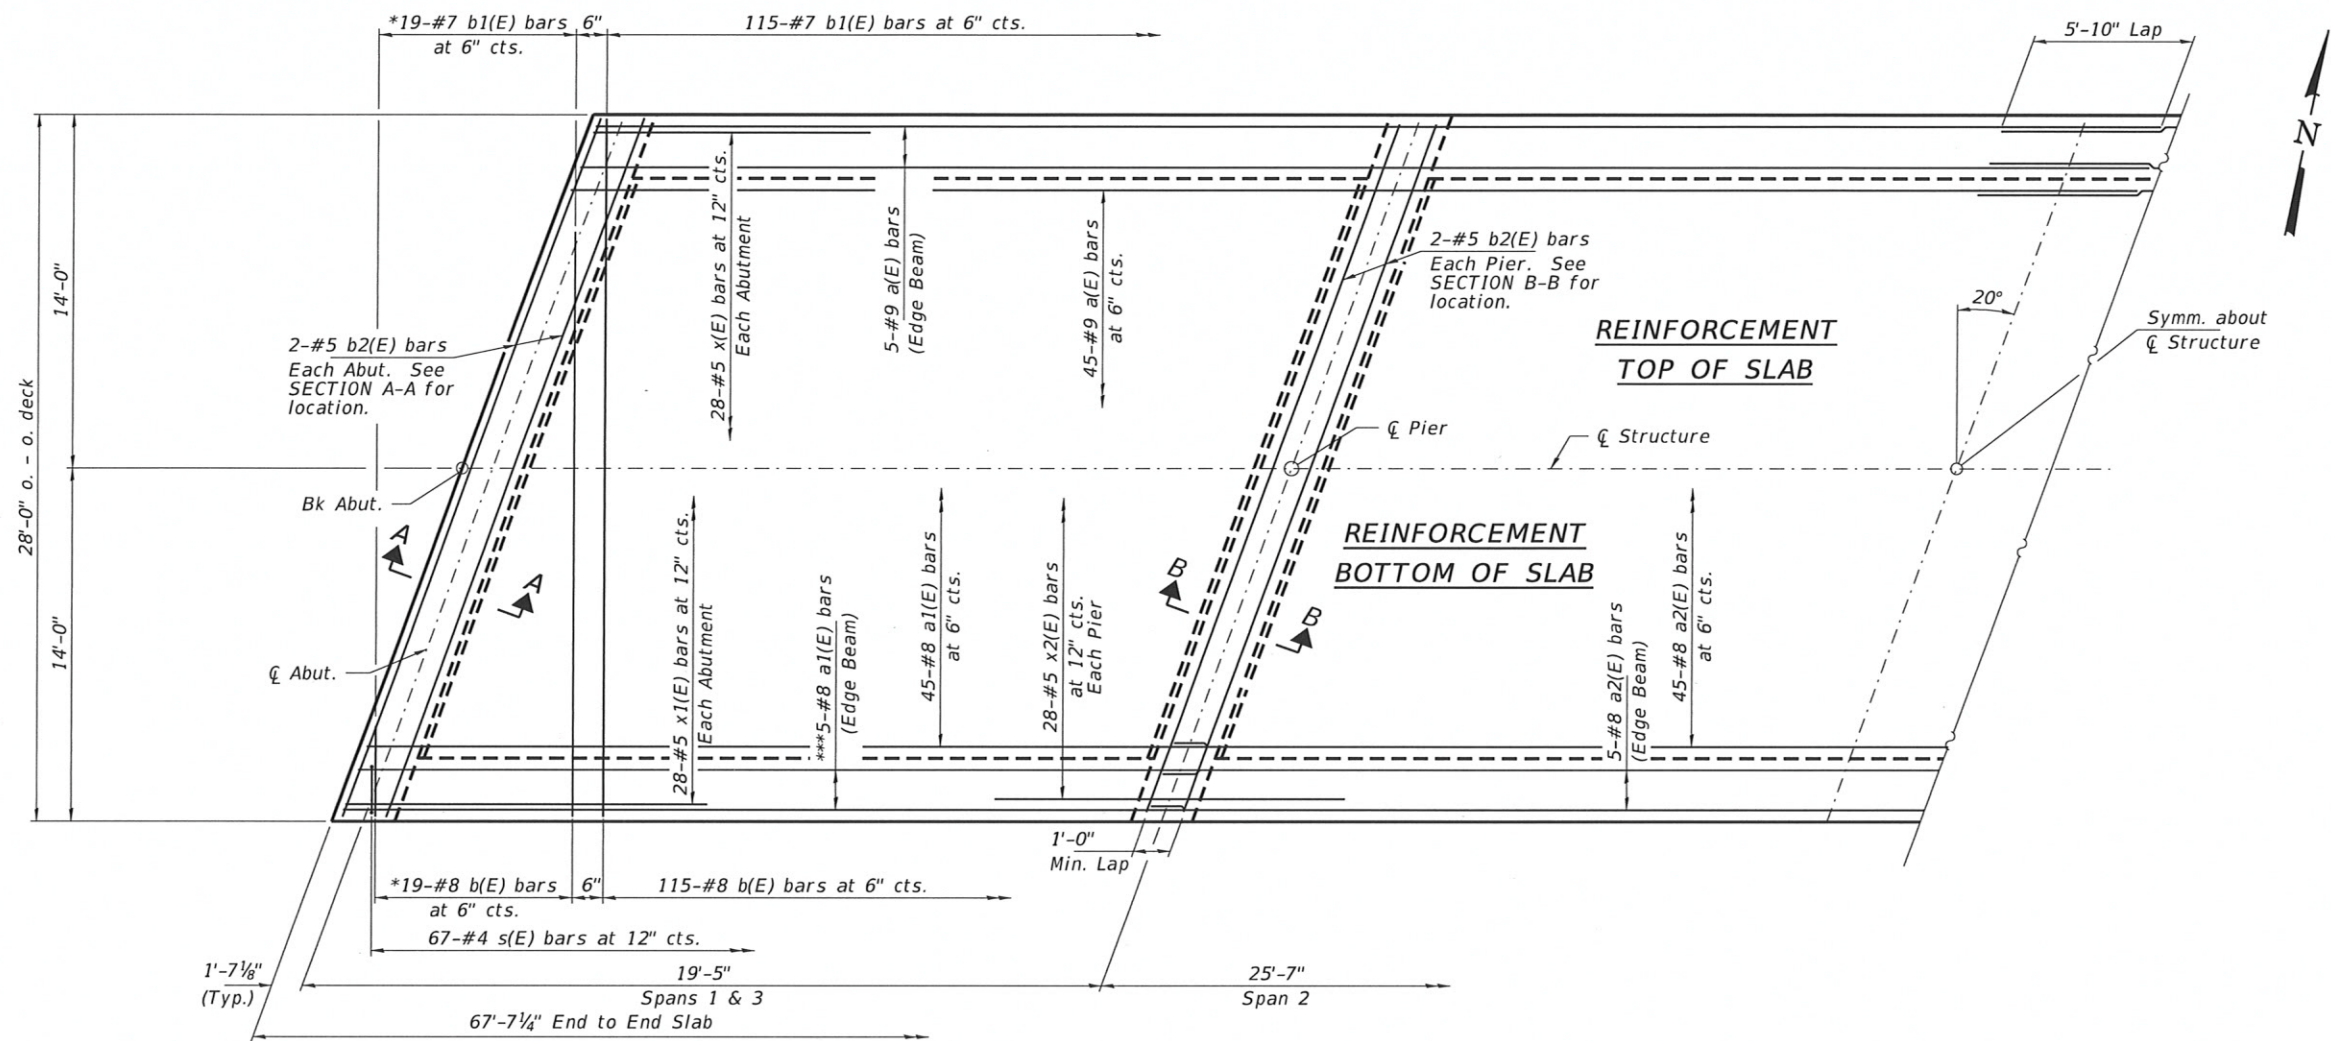 *19-#7 b1(E) bars
at 6" cts.
6"
115-#7 b1(E) bars at 6" cts.
5'-10" Lap
N
28'-0" o. - o. deck
14'-0"
14'-0"
28-#5 x(E) bars at 12" cts.
Each Abutment
5-#9 a(E) bars
(Edge Beam)
45-#9 a(E) bars
at 6" cts.
2-#5 b2(E) bars
Each Pier. See
SECTION B-B for
location.
REINFORCEMENT
TOP OF SLAB
20°
Symm. about
℄ Structure
2-#5 b2(E) bars
Each Abut. See
SECTION A-A for
location.
℄ Pier
℄ Structure
Bk Abut.
A
A
℄ Abut.
28-#5 x1(E) bars at 12" cts.
Each Abutment
***5-#8 a1(E) bars
(Edge Beam)
45-#8 a1(E) bars
at 6" cts.
28-#5 x2(E) bars
at 12" cts.
Each Pier
B
B
REINFORCEMENT
BOTTOM OF SLAB
5-#8 a2(E) bars
(Edge Beam)
45-#8 a2(E) bars
at 6" cts.
1'-0"
Min. Lap
*19-#8 b(E) bars
at 6" cts.
6"
115-#8 b(E) bars at 6" cts.
67-#4 s(E) bars at 12" cts.
1'-7⅛"
(Typ.)
19'-5"
Spans 1 & 3
25'-7"
Span 2
67'-7¼" End to End Slab